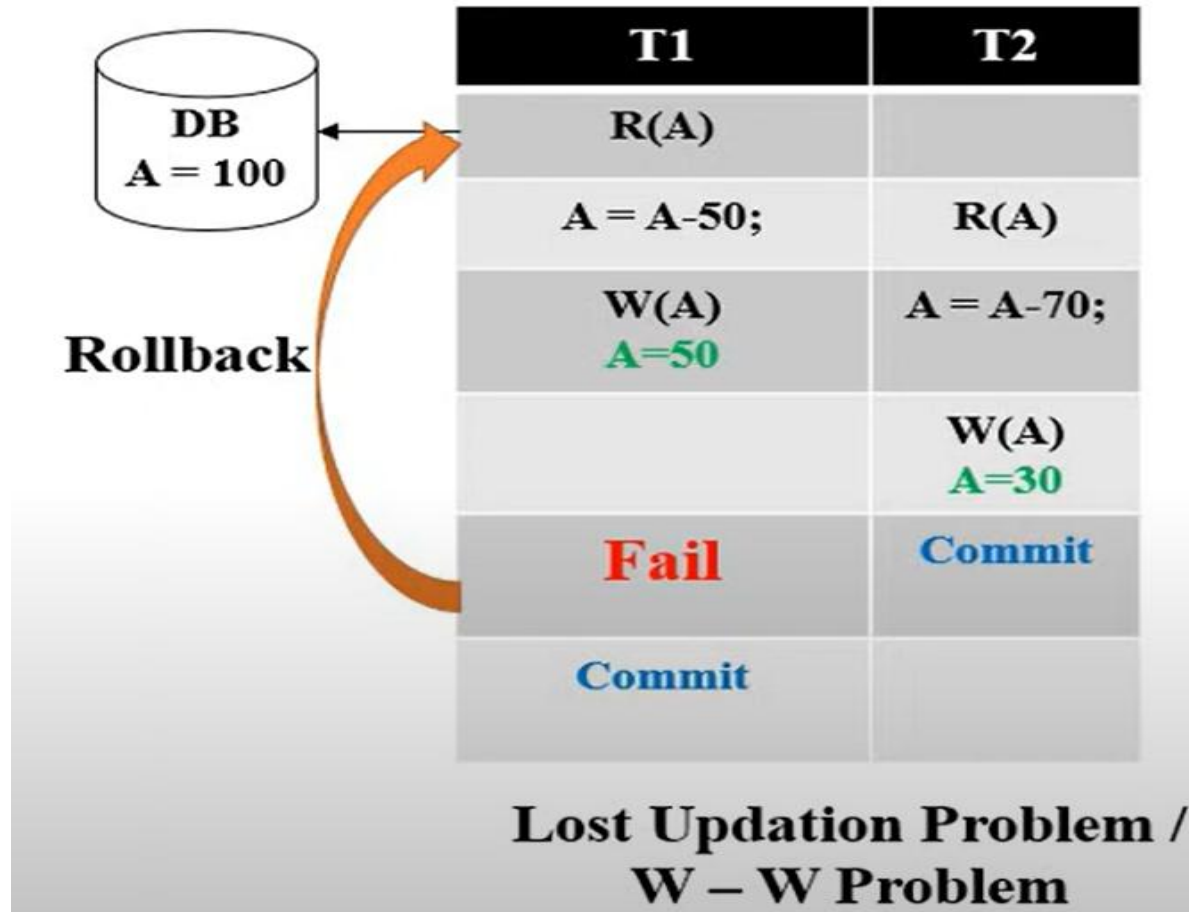 T1 T2
DB
A = 100
R(A)
A = A-50; R(A)
W(A) A = A-70;
A=50
Rollback
W(A)
A=30
Fail Commit
Commit
Lost Updation Problem /
W – W Problem